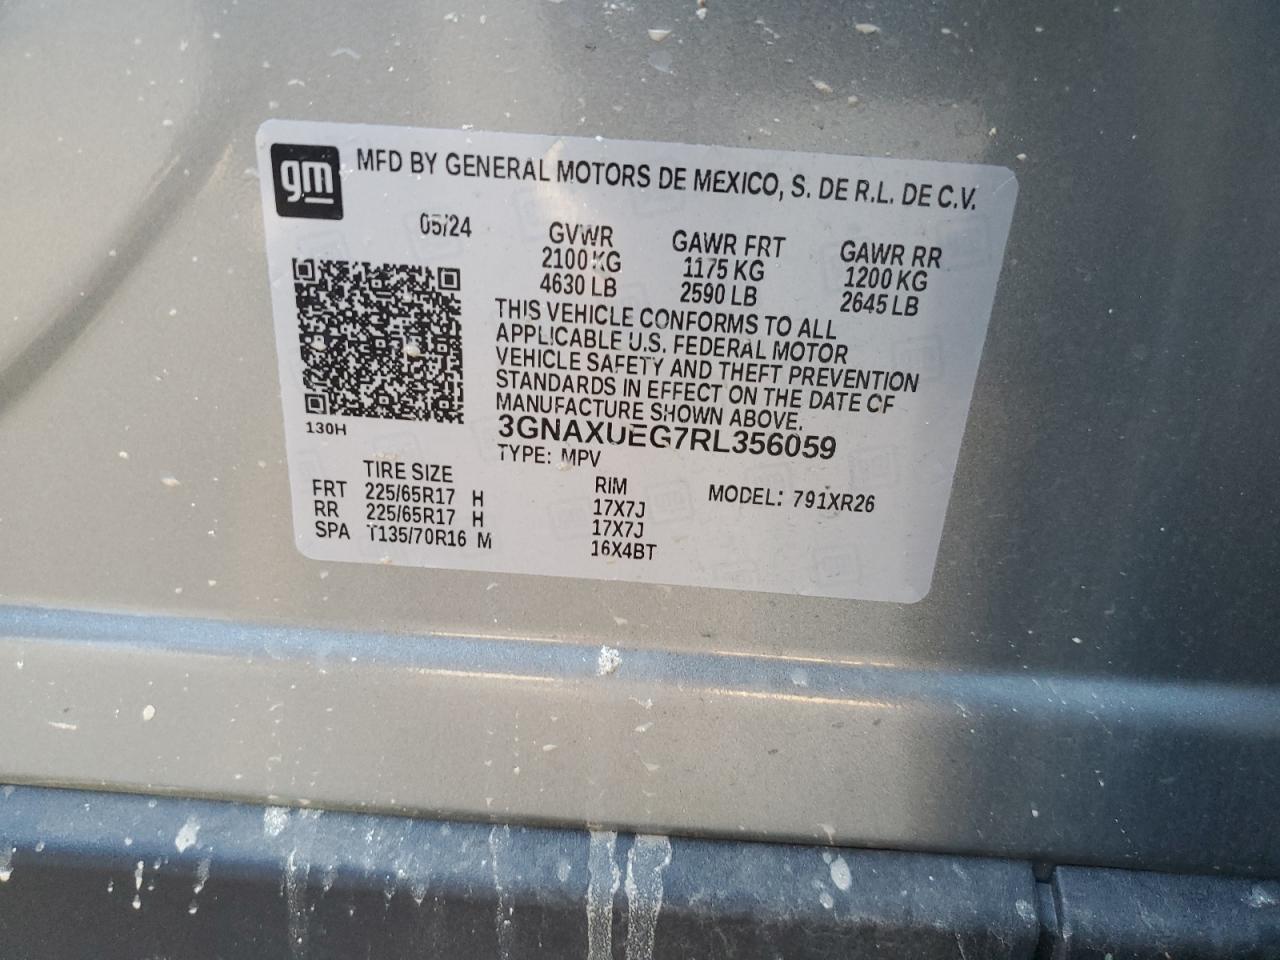 gm MFD BY GENERAL MOTORS DE MEXICO, S. DE R.L. DE C.V.
05/24 GVWR GAWR FRT GAWR RR
2100 KG 1175 KG 1200 KG
4630 LB 2590 LB 2645 LB
THIS VEHICLE CONFORMS TO ALL
APPLICABLE U.S. FEDERAL MOTOR
VEHICLE SAFETY AND THEFT PREVENTION
STANDARDS IN EFFECT ON THE DATE OF
MANUFACTURE SHOWN ABOVE.
130H 3GNAXUEG7RL356059
TYPE: MPV
TIRE SIZE RIM MODEL: 791XR26
FRT 225/65R17 H 17X7J
RR 225/65R17 H 17X7J
SPA T135/70R16 M 16X4BT